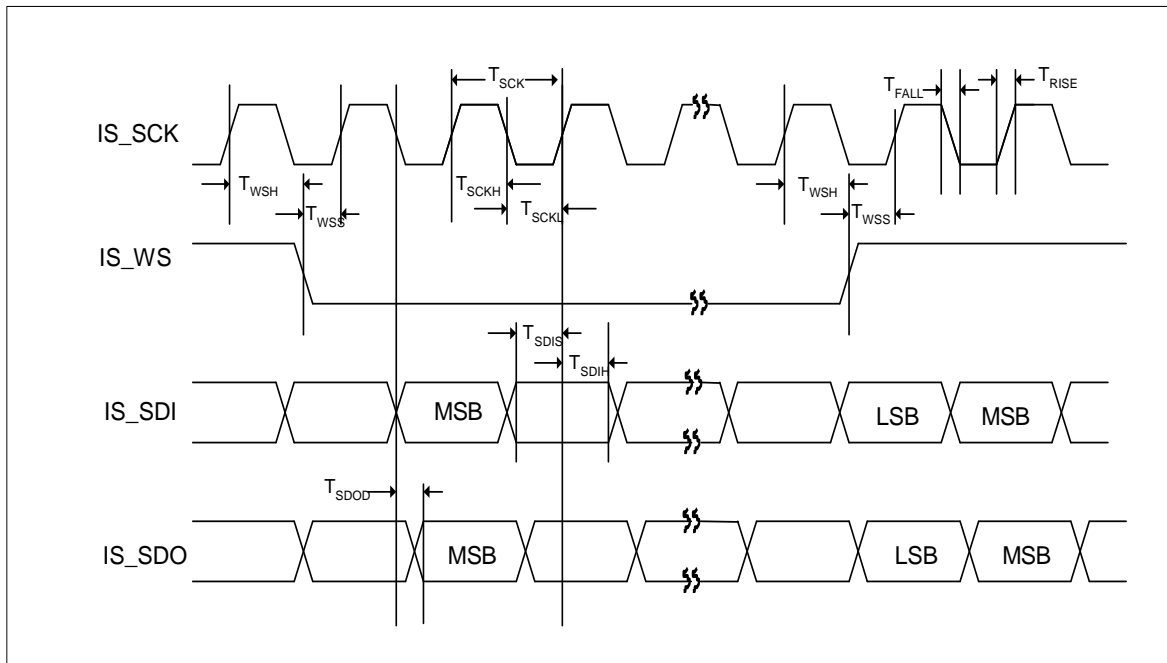 T_SCK
T_FALL
T_RISE
IS_SCK
T_WSH
T_WSS
T_SCKH
T_SCKL
T_WSH
T_WSS
IS_WS
T_SDIS
T_SDIH
IS_SDI
MSB
LSB
MSB
T_SDOD
IS_SDO
MSB
LSB
MSB